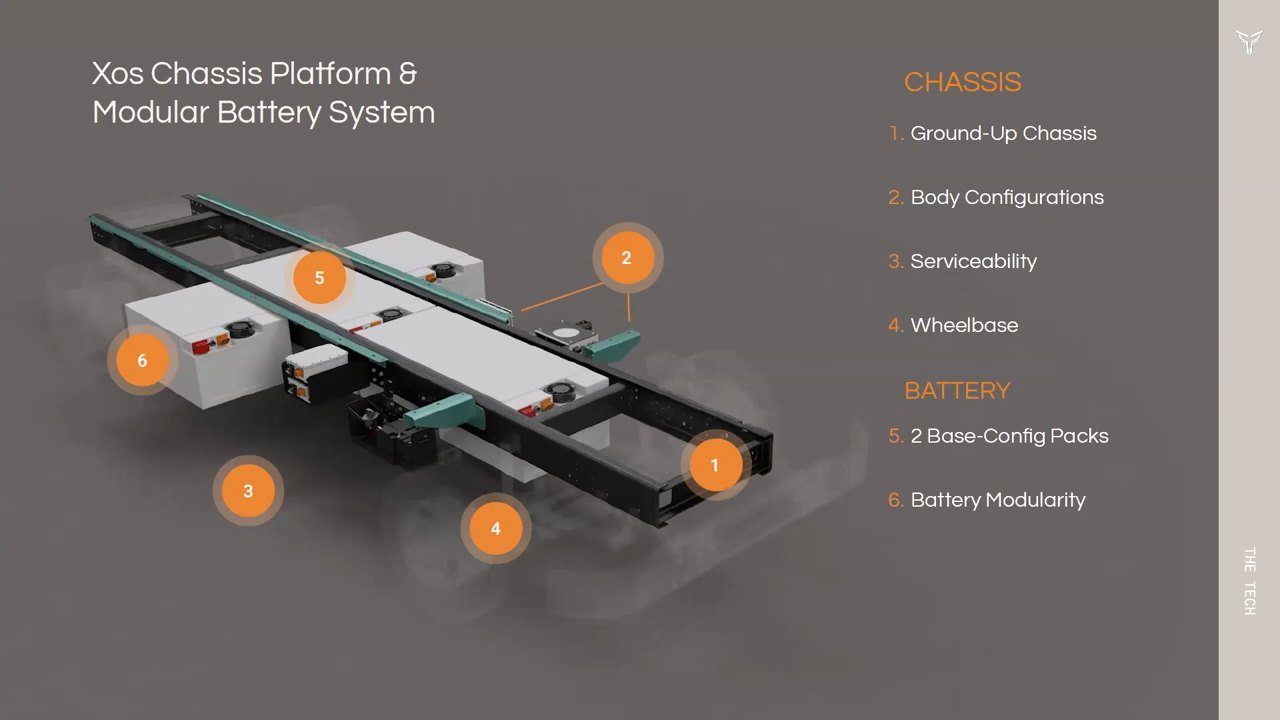 Xos Chassis Platform &
Modular Battery System
CHASSIS
1. Ground-Up Chassis
2. Body Configurations
3. Serviceability
4. Wheelbase
BATTERY
5. 2 Base-Config Packs
6. Battery Modularity
5
2
6
3
4
1
THE TECH